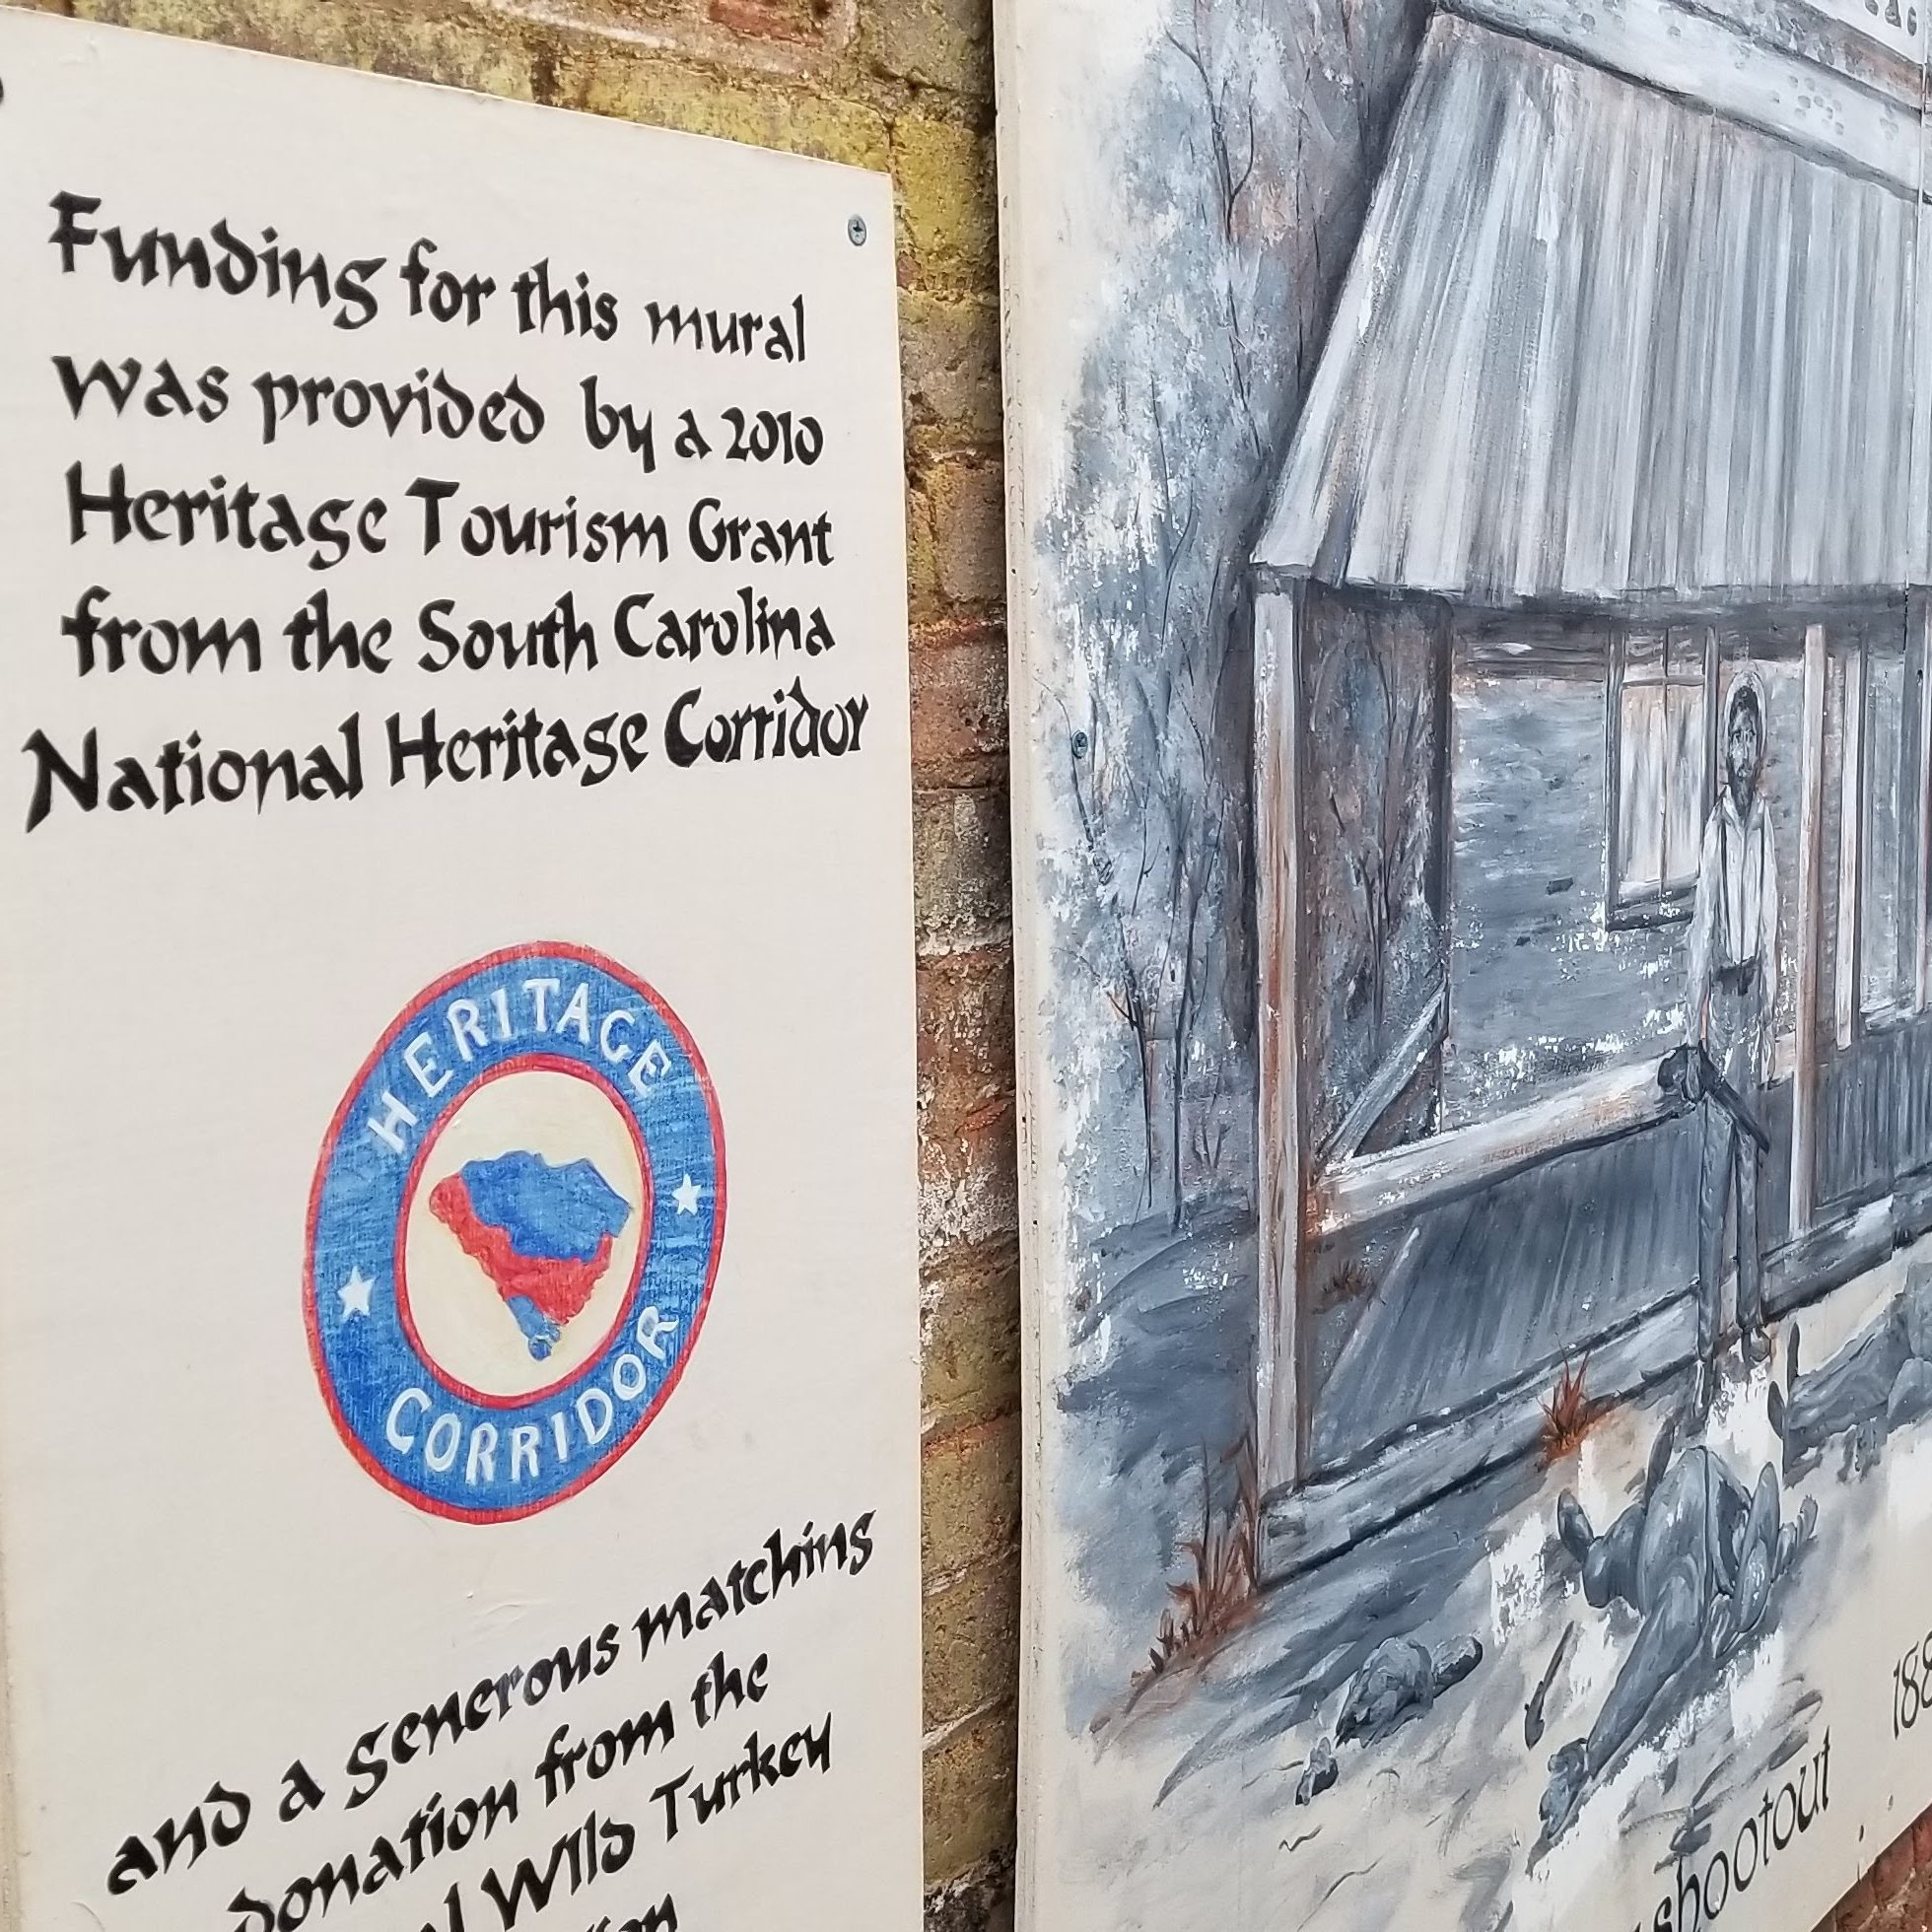 Funding for this mural
was provided by a 2010
Heritage Tourism Grant
from the South Carolina
National Heritage Corridor
HERITAGE
CORRIDOR
and a generous matching
donation from the
Wild Turkey
shootout